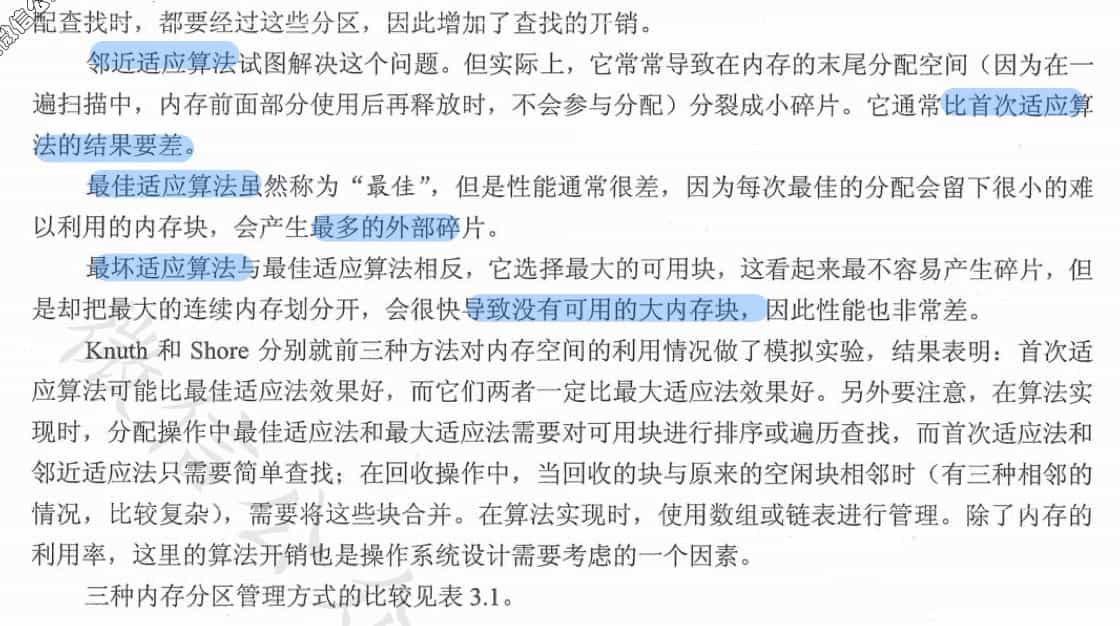 配查找时，都要经过这些分区，因此增加了查找的开销。
邻近适应算法试图解决这个问题。但实际上，它常常导致在内存的末尾分配空间（因为在一
遍扫描中，内存前面部分使用后再释放时，不会参与分配）分裂成小碎片。它通常比首次适应算
法的结果要差。
最佳适应算法虽然称为“最佳”，但是性能通常很差，因为每次最佳的分配会留下很小的难
以利用的内存块，会产生最多的外部碎片。
最坏适应算法与最佳适应算法相反，它选择最大的可用块，这看起来最不容易产生碎片，但
是却把最大的连续内存划分开，会很快导致没有可用的大内存块，因此性能也非常差。
Knuth 和 Shore 分别就前三种方法对内存空间的利用情况做了模拟实验，结果表明：首次适
应算法可能比最佳适应法效果好，而它们两者一定比最大适应法效果好。另外要注意，在算法实
现时，分配操作中最佳适应法和最大适应法需要对可用块进行排序或遍历查找，而首次适应法和
邻近适应法只需要简单查找；在回收操作中，当回收的块与原来的空闲块相邻时（有三种相邻的
情况，比较复杂），需要将这些块合并。在算法实现时，使用数组或链表进行管理。除了内存的
利用率，这里的算法开销也是操作系统设计需要考虑的一个因素。
三种内存分区管理方式的比较见表 3.1。
微信公
微信公